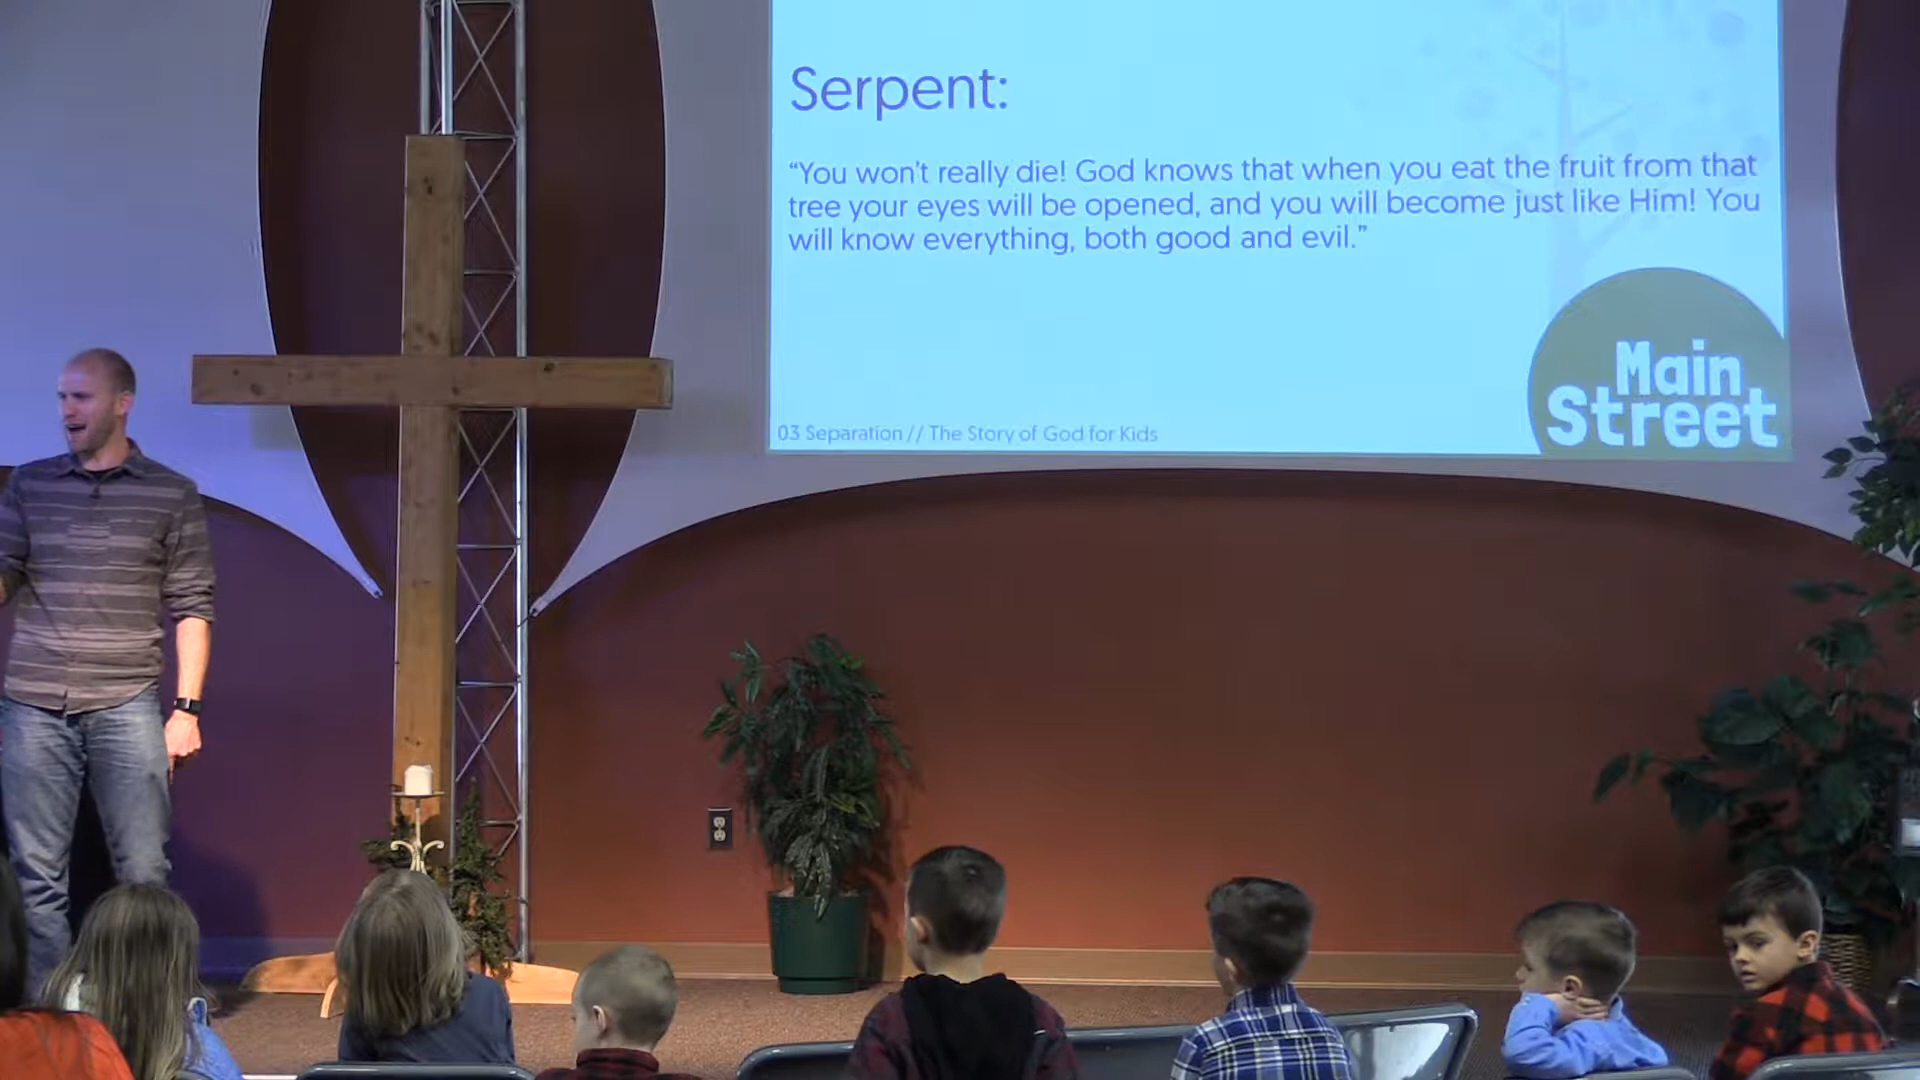 Serpent:
“You won't really die! God knows that when you eat the fruit from that
tree your eyes will be opened, and you will become just like Him! You
will know everything, both good and evil.”
Main
Street
03 Separation // The Story of God for Kids